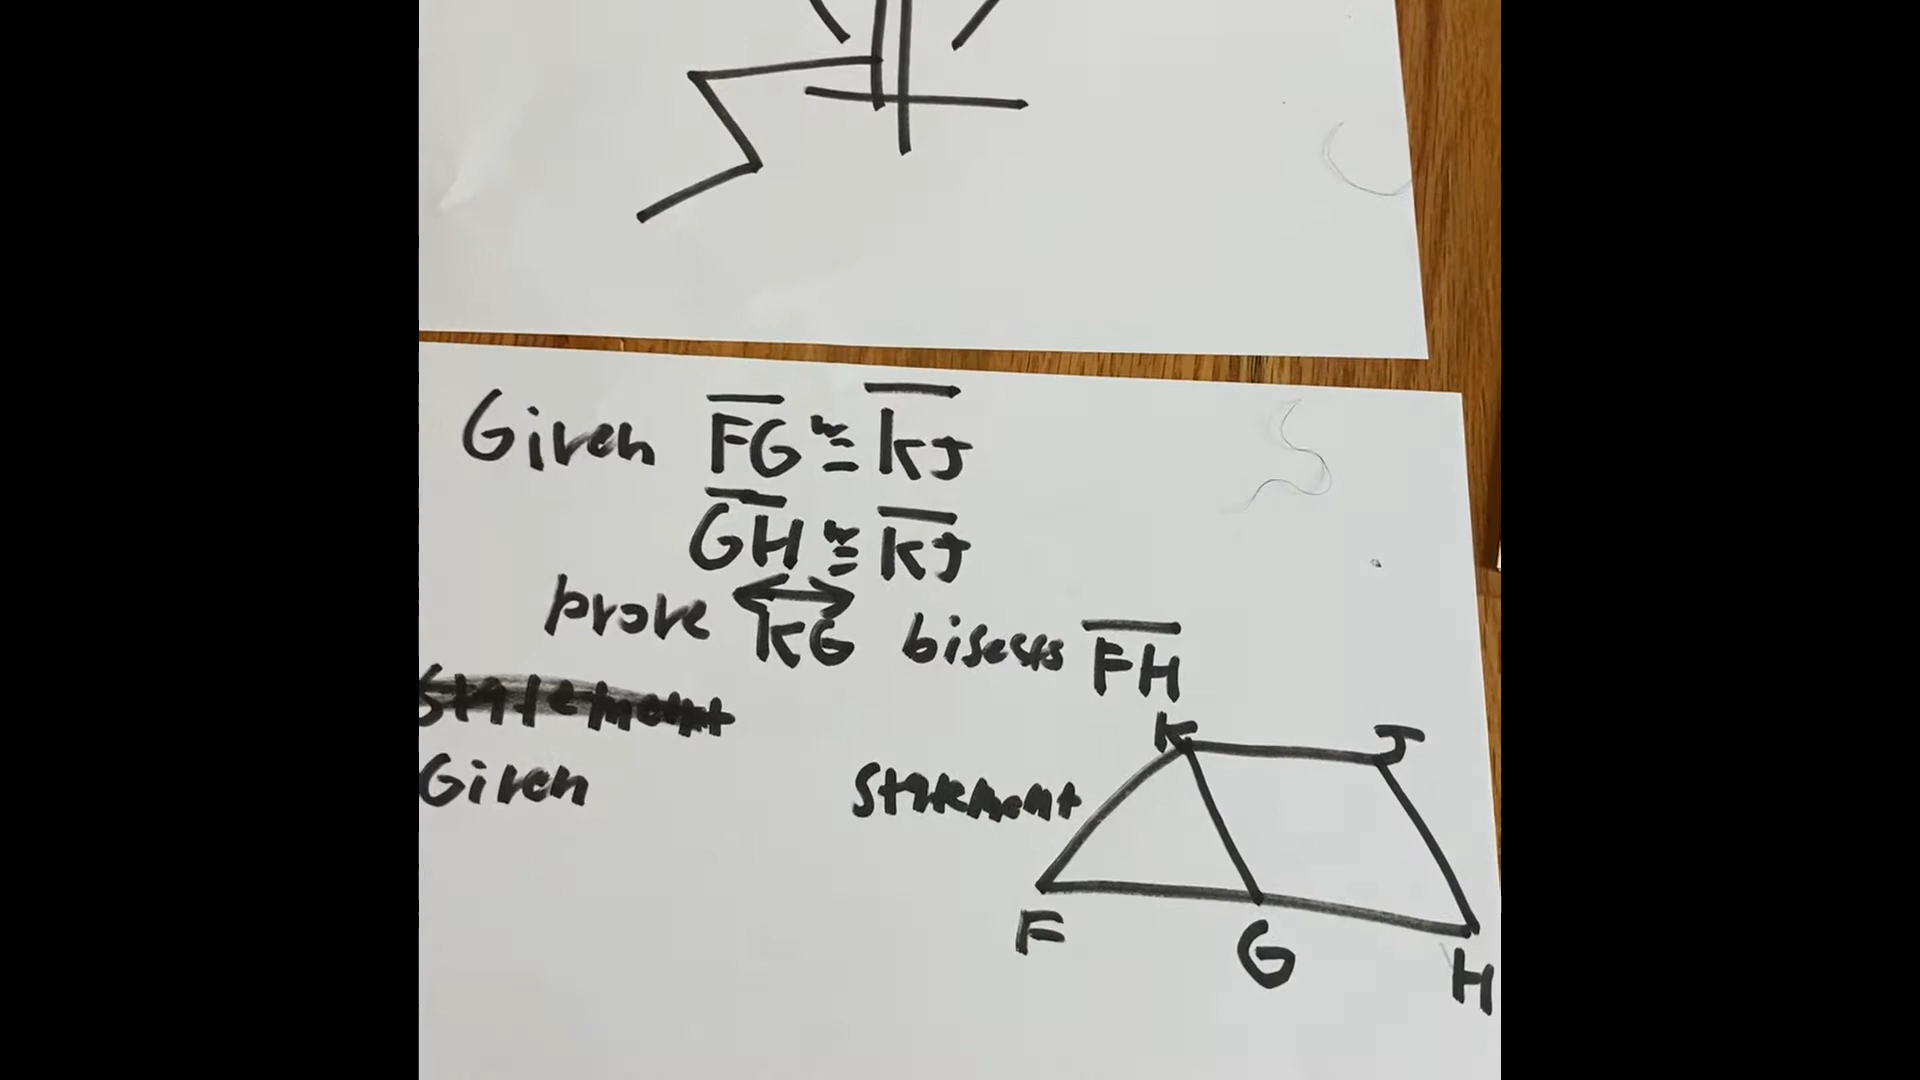 Given FG ≅ KJ
GH ≅ KJ
prove KG bisects FH
Statement
Given
Statement
K J
F G H